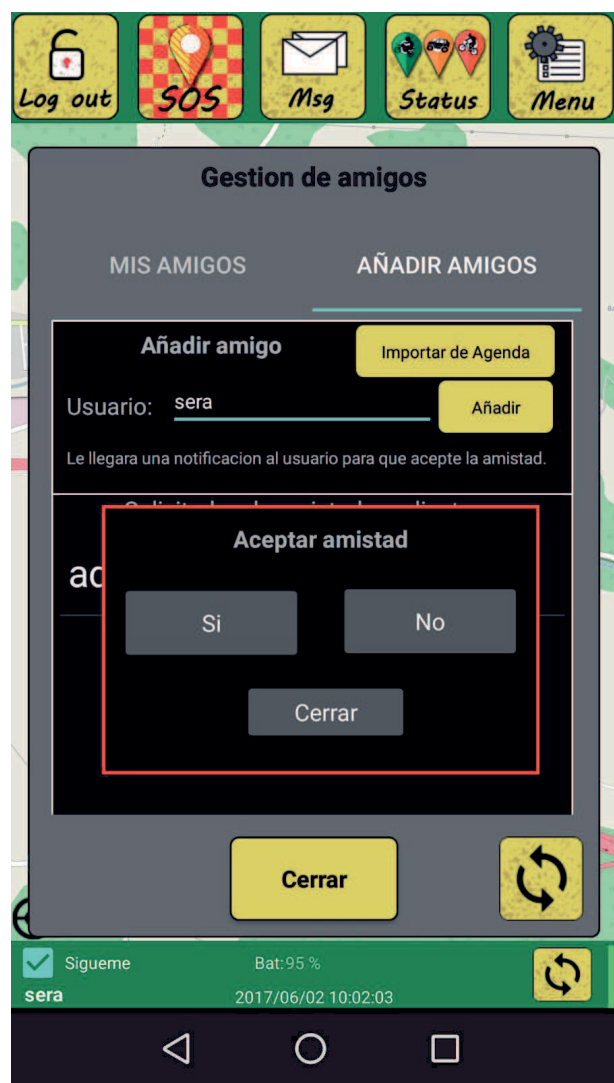 Log out SOS Msg Status Menu
Gestion de amigos
MIS AMIGOS AÑADIR AMIGOS
Añadir amigo Importar de Agenda
Usuario: sera Añadir
Le llegara una notificacion al usuario para que acepte la amistad.
Aceptar amistad
ad
Si No
Cerrar
Cerrar
Sigueme Bat:95 %
sera 2017/06/02 10:02:03